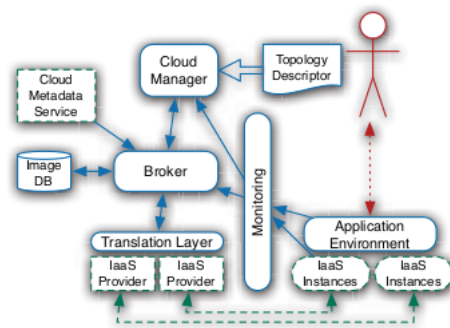 Cloud
Metadata
Service
Cloud
Manager
Topology
Descriptor
Image
DB
Broker
Monitoring
Translation Layer
Application
Environment
IaaS
Provider
IaaS
Provider
IaaS
Instances
IaaS
Instances